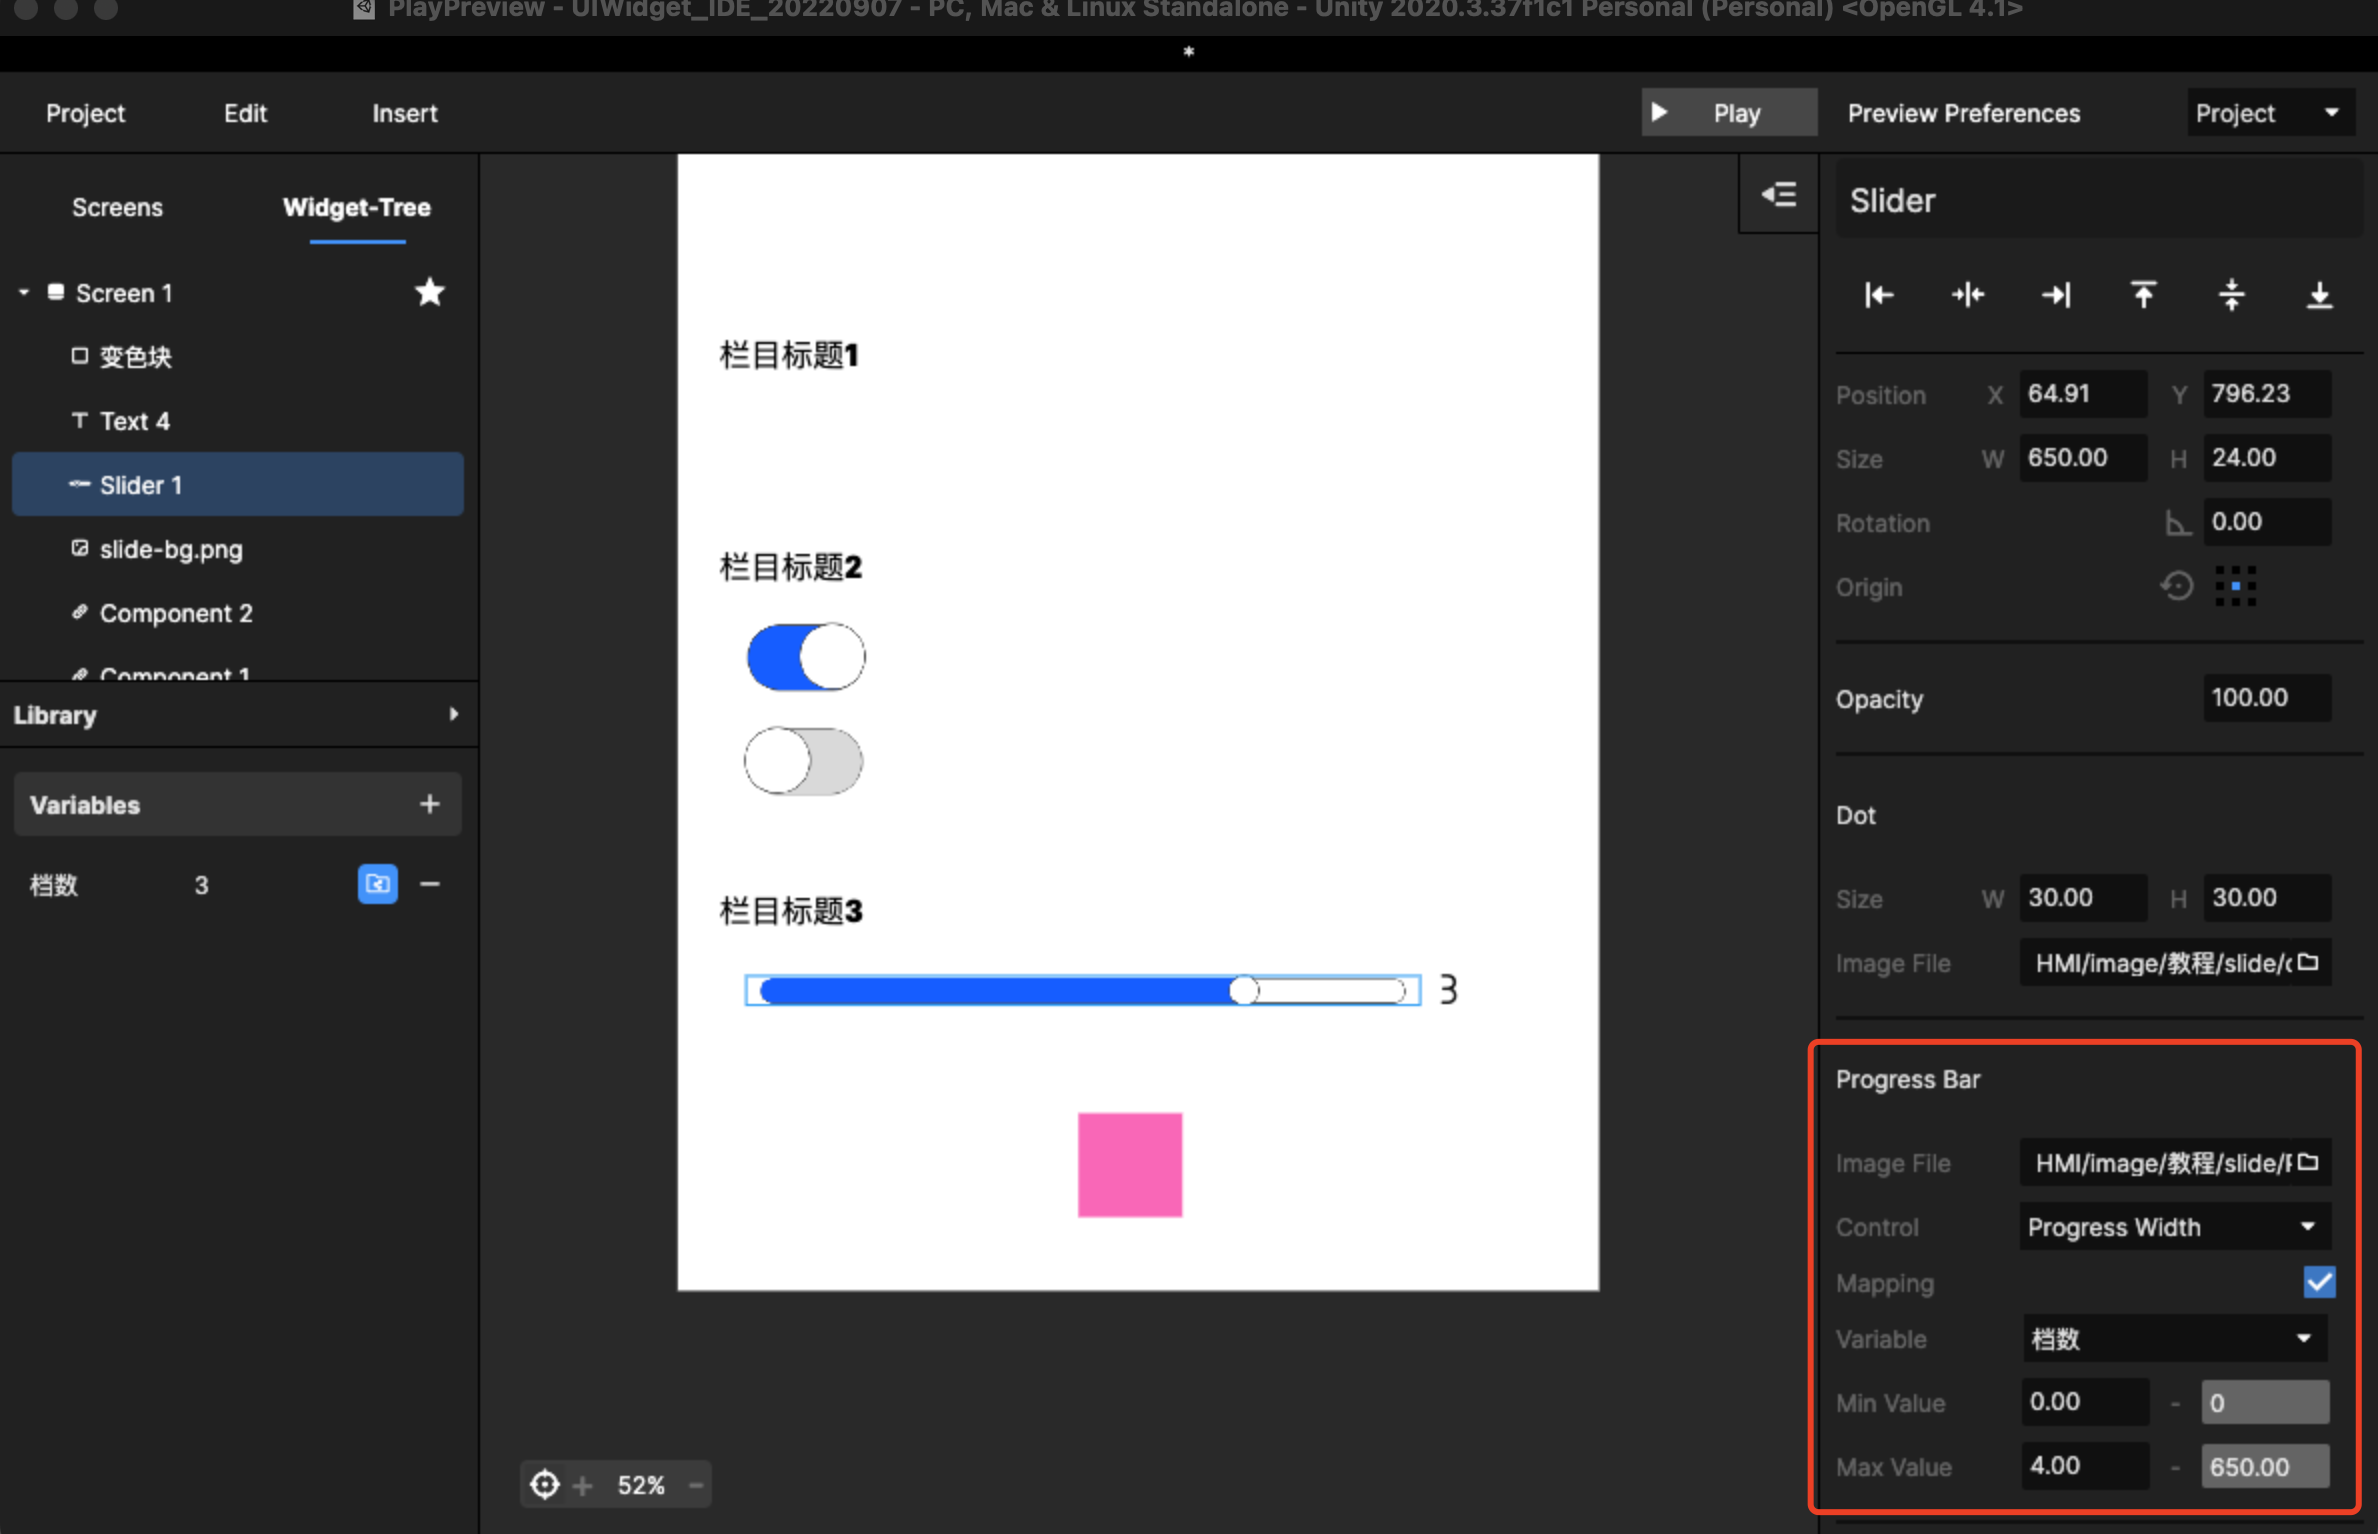 PlayPreview - UIWidget_IDE_20220907 - PC, Mac & Linux Standalone - Unity 2020.3.37f1c1 Personal (Personal) <OpenGL 4.1>
*
Project Edit Insert Play Preview Preferences Project
Screens Widget-Tree
Screen 1
变色块
Text 4
Slider 1
slide-bg.png
Component 2
Component 1
Library
Variables +
档数 3
栏目标题1
栏目标题2
栏目标题3
3
+ 52% -
Slider
Position X 64.91 Y 796.23
Size W 650.00 H 24.00
Rotation 0.00
Origin
Opacity 100.00
Dot
Size W 30.00 H 30.00
Image File HMI/image/教程/slide/
Progress Bar
Image File HMI/image/教程/slide/
Control Progress Width
Mapping
Variable 档数
Min Value 0.00 - 0
Max Value 4.00 - 650.00